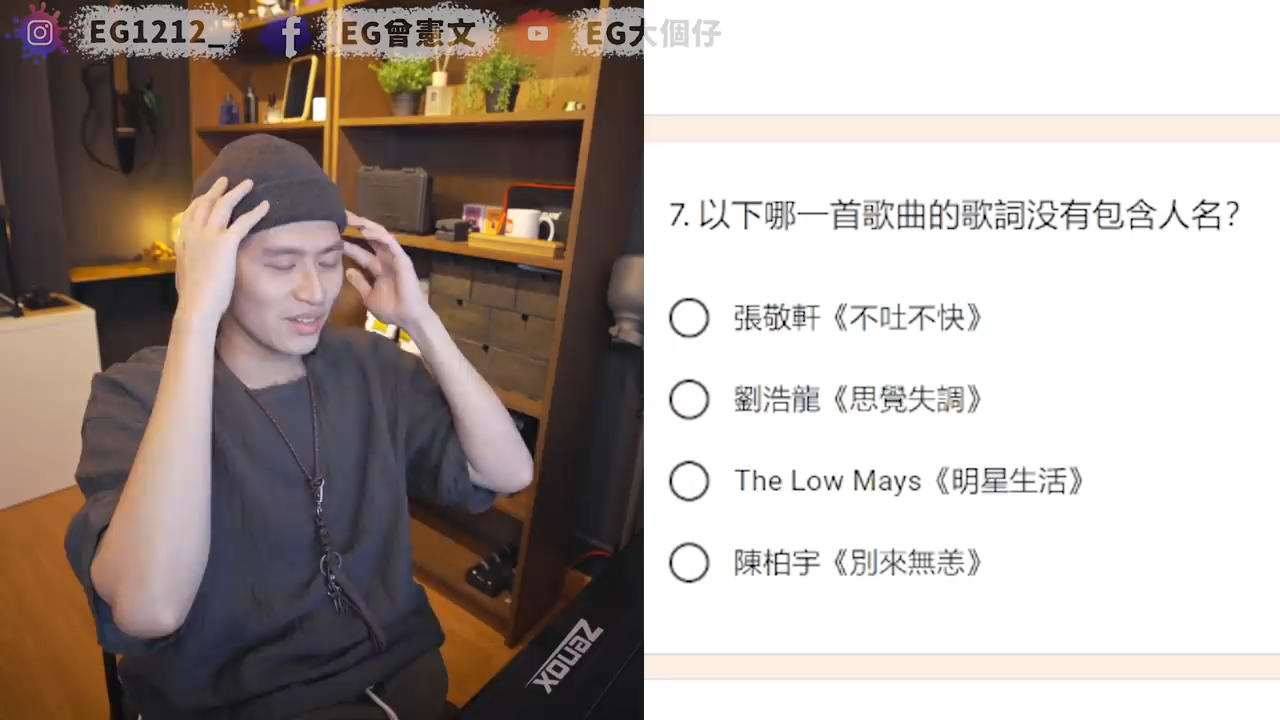 EG1212_
EG曾憲文
EG大個仔
7. 以下哪一首歌曲的歌詞没有包含人名?
張敬軒《不吐不快》
劉浩龍《思覺失調》
The Low Mays《明星生活》
陳柏宇《別來無恙》
Zenox